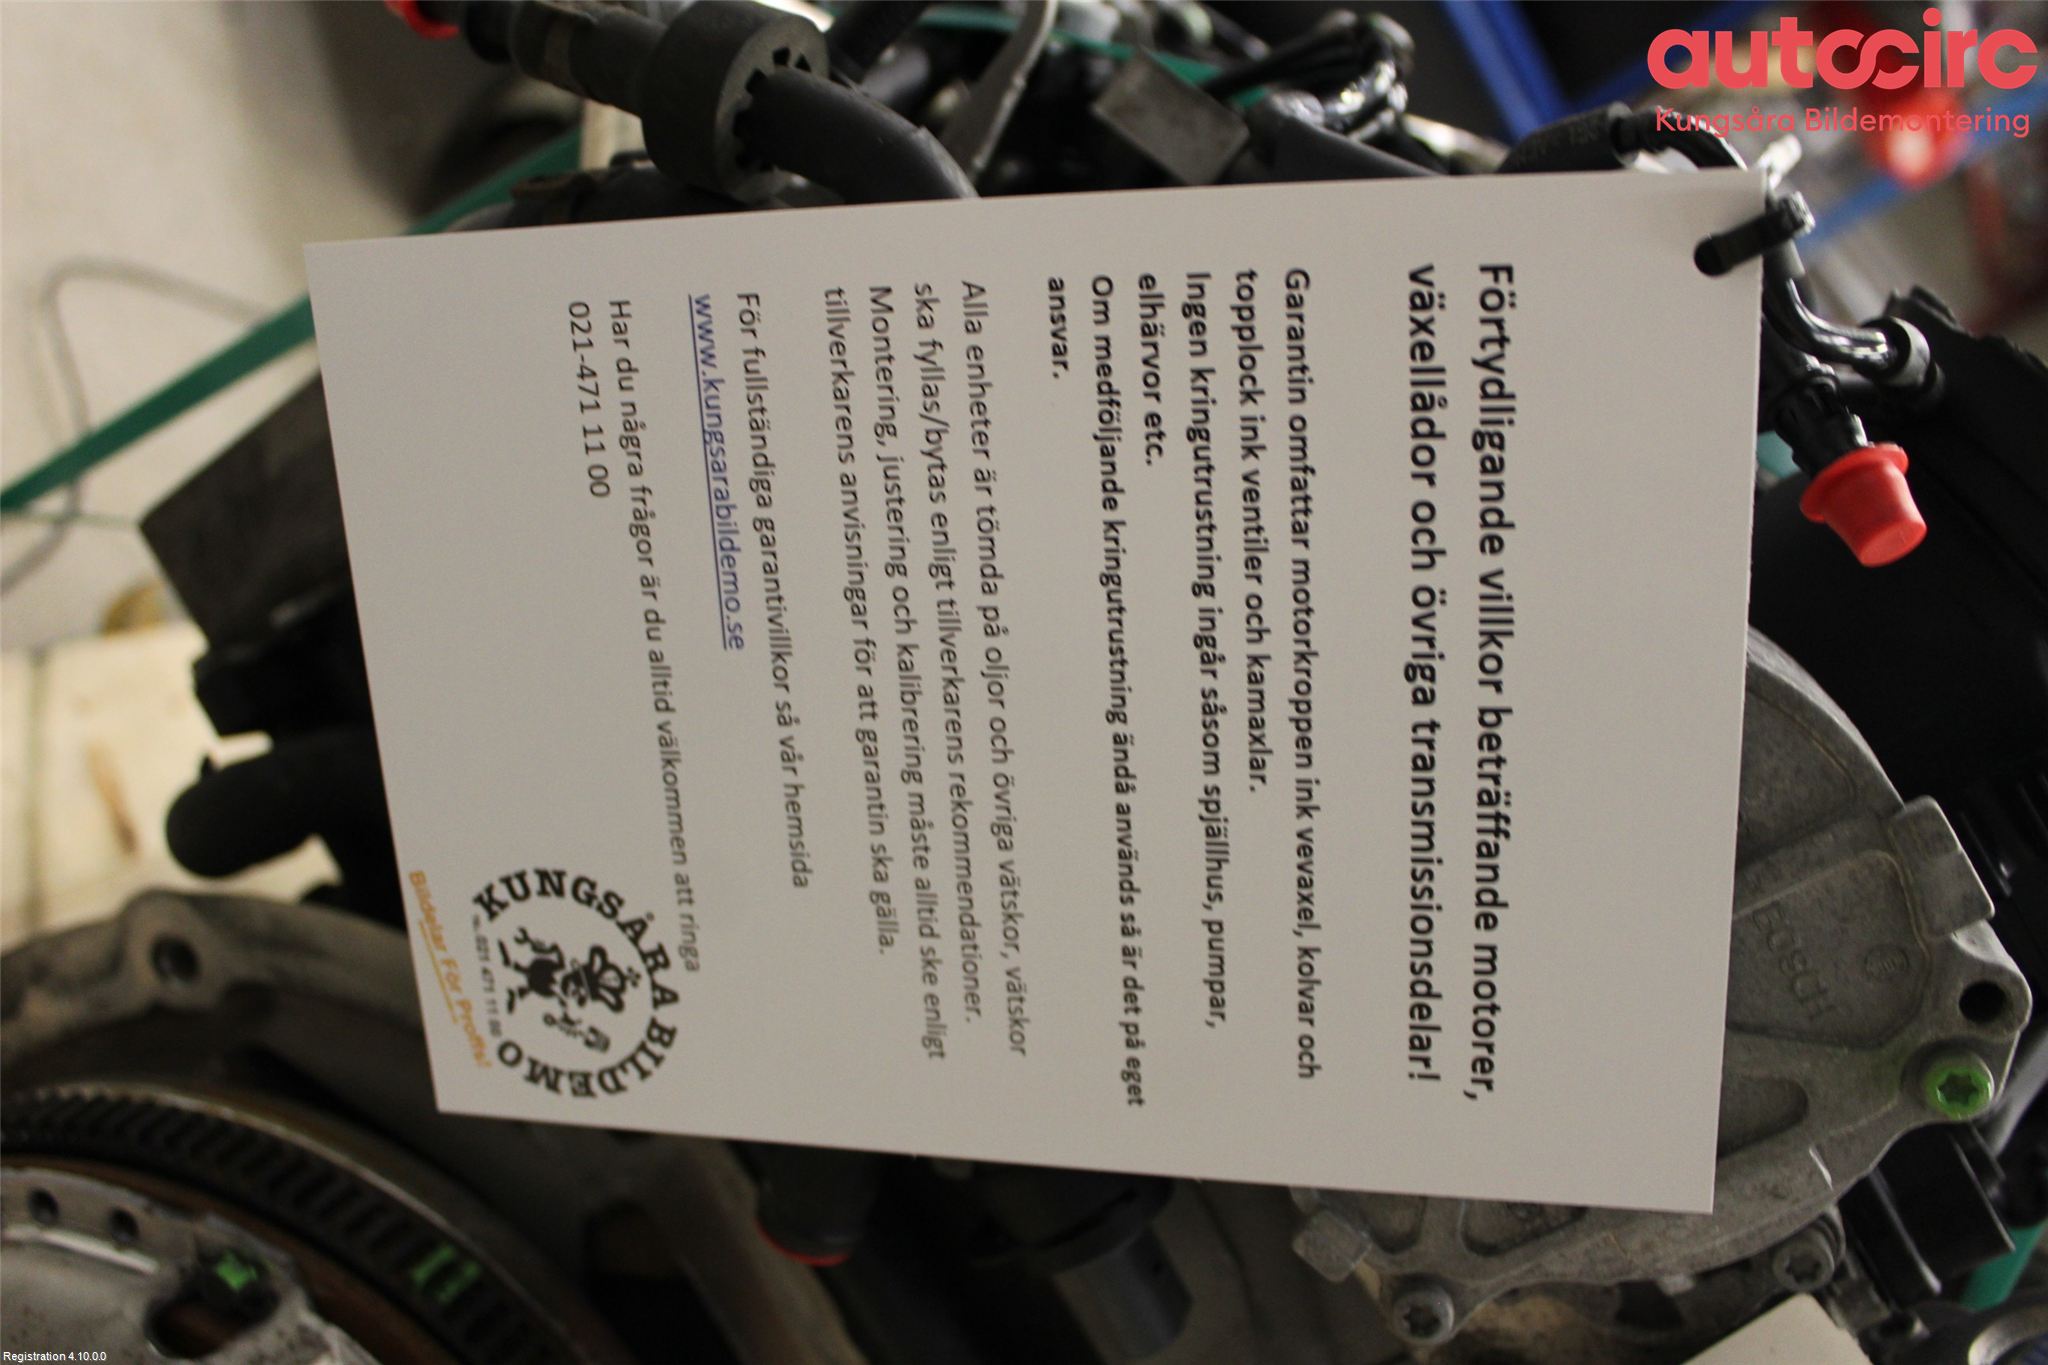 autocirc
Kungsåra Bildemontering
Förtydligande villkor beträffande motorer,
växellådor och övriga transmissionsdelar!
Garantin omfattar motorkroppen ink vevaxel, kolvar och
topplock ink ventiler och kamaxlar.
Ingen kringutrustning ingår såsom spjällhus, pumpar,
elhärvor etc.
Om medföljande kringutrustning ändå används så är det på eget
ansvar.
Alla enheter är tömda på oljor och övriga vätskor, vätskor
ska fyllas/bytas enligt tillverkarens rekommendationer.
Montering, justering och kalibrering måste alltid ske enligt
tillverkarens anvisningar för att garantin ska gälla.
För fullständiga garantivillkor så vår hemsida
www.kungsarabildemo.se
Har du några frågor är du alltid välkommen att ringa
0221-471 11 00
KUNGSÅRA BILDEMO
021 471 11 00
Bildelar För Proffs!
Registration 4.10.0.0